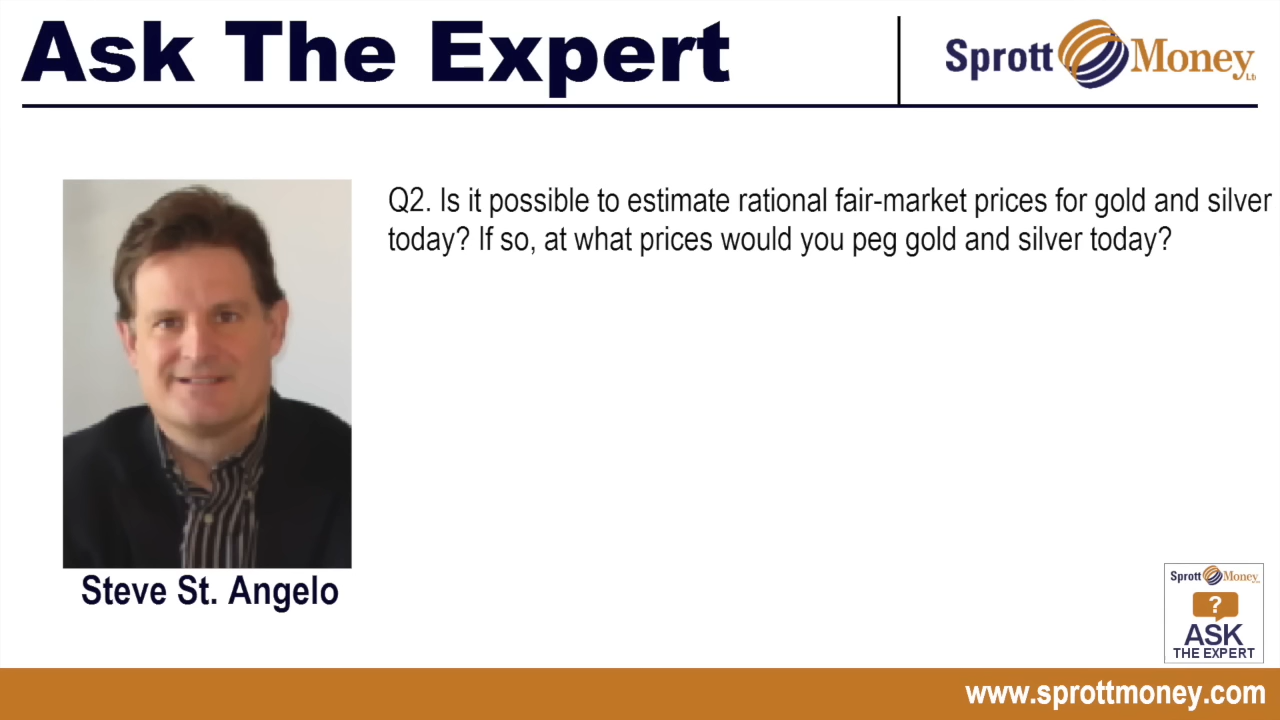 Ask The Expert
Sprott Money
Q2. Is it possible to estimate rational fair-market prices for gold and silver
today? If so, at what prices would you peg gold and silver today?
Steve St. Angelo
Sprott Money
?
ASK
THE EXPERT
www.sprottmoney.com